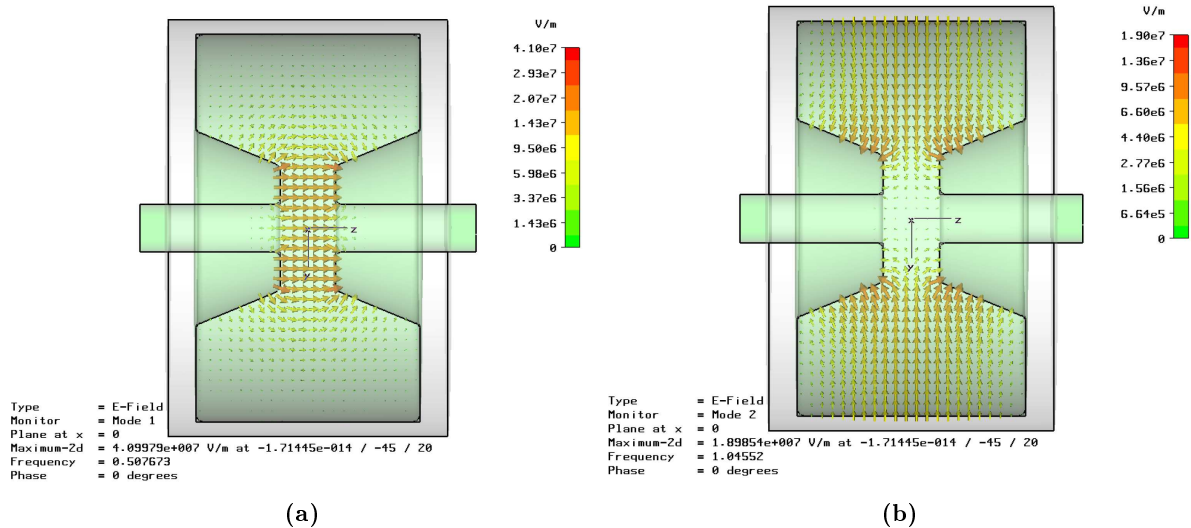 V/m
4.10e7
2.93e7
2.07e7
1.43e7
9.50e6
5.98e6
3.37e6
1.43e6
0
x z
y
Type = E-Field
Monitor = Mode 1
Plane at x = 0
Maximum-2d = 4.09979e+007 V/m at -1.71445e-014 / -45 / 20
Frequency = 0.507673
Phase = 0 degrees
(a)
V/m
1.90e7
1.36e7
9.57e6
6.60e6
4.40e6
2.77e6
1.56e6
6.64e5
0
x z
y
Type = E-Field
Monitor = Mode 2
Plane at x = 0
Maximum-2d = 1.89854e+007 V/m at -1.71445e-014 / -45 / 20
Frequency = 1.04552
Phase = 0 degrees
(b)